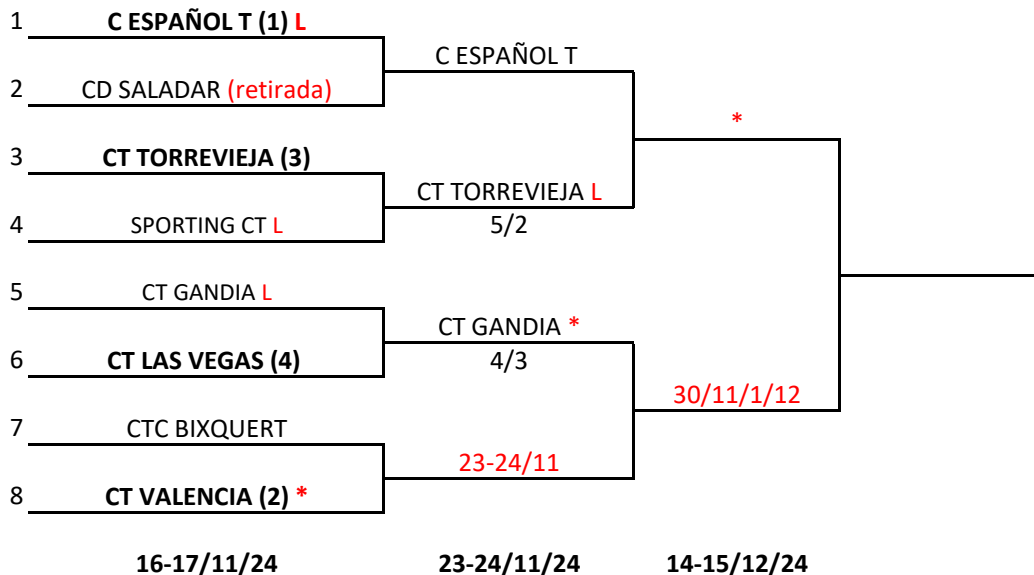 1 C ESPAÑOL T (1) L
C ESPAÑOL T
2 CD SALADAR (retirada)
*
3 CT TORREVIEJA (3)
CT TORREVIEJA L
4 SPORTING CT L
5/2
5 CT GANDIA L
CT GANDIA *
6 CT LAS VEGAS (4)
4/3
30/11/1/12
7 CTC BIXQUERT
23-24/11
8 CT VALENCIA (2) *
16-17/11/24 23-24/11/24 14-15/12/24